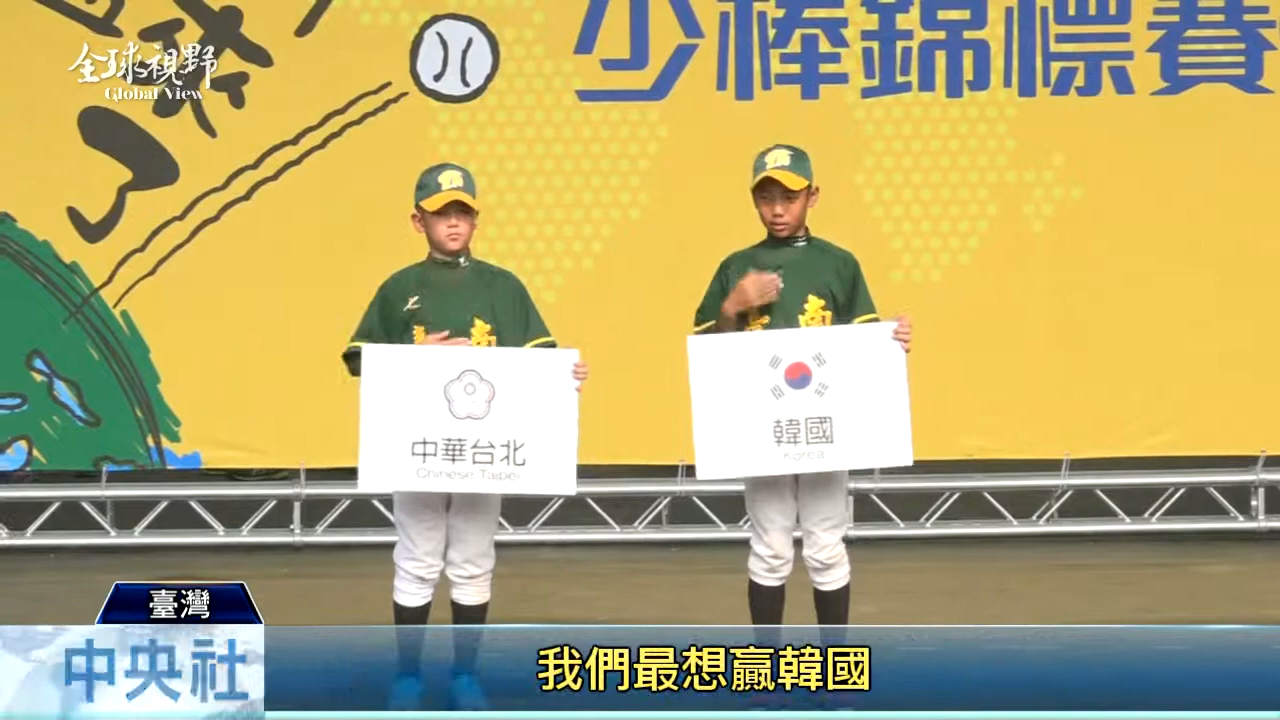 少棒錦標賽
全球視野
Global View
中華台北
Chinese Taipei
韓國
Korea
臺灣
中央社
我們最想贏韓國